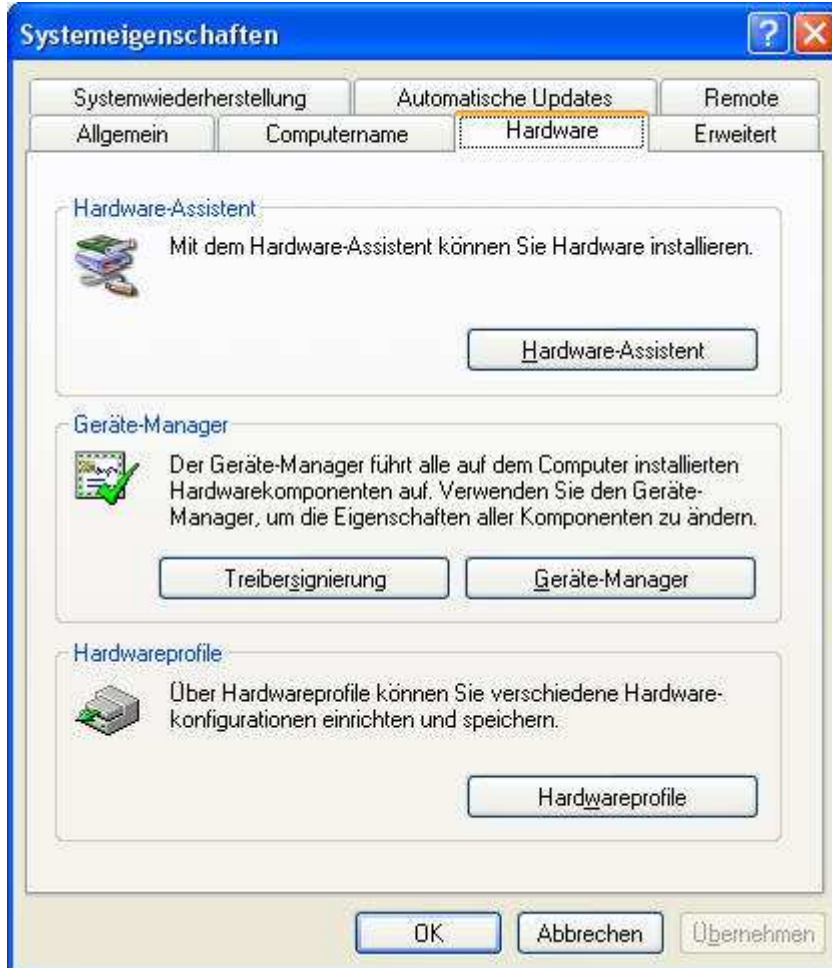 Systemeigenschaften
Systemwiederherstellung Automatische Updates Remote
Allgemein Computername Hardware Erweitert
Hardware-Assistent
Mit dem Hardware-Assistent können Sie Hardware installieren.
Hardware-Assistent
Geräte-Manager
Der Geräte-Manager führt alle auf dem Computer installierten
Hardwarekomponenten auf. Verwenden Sie den Geräte-
Manager, um die Eigenschaften aller Komponenten zu ändern.
Treibersignierung Geräte-Manager
Hardwareprofile
Über Hardwareprofile können Sie verschiedene Hardware-
konfigurationen einrichten und speichern.
Hardwareprofile
OK Abbrechen Übernehmen